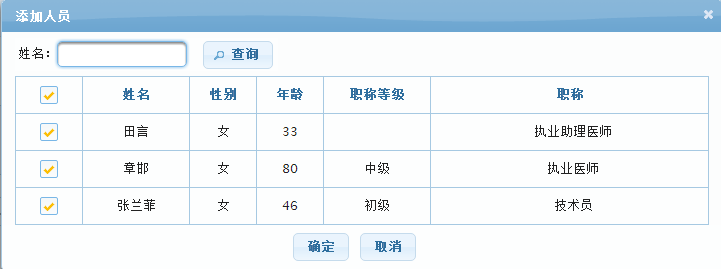 添加人员
姓名: 查询
姓名 性别 年龄 职称等级 职称
田言 女 33 执业助理医师
章邯 女 80 中级 执业医师
张兰菲 女 46 初级 技术员
确定 取消